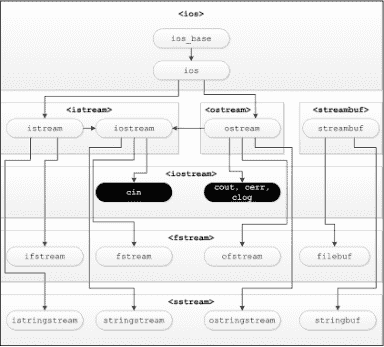 <ios>
ios_base
ios
<istream>
<ostream>
<streambuf>
istream
iostream
ostream
streambuf
<iostream>
cin
cout, cerr,
clog
<fstream>
ifstream
fstream
ofstream
filebuf
<sstream>
istringstream
stringstream
ostringstream
stringbuf